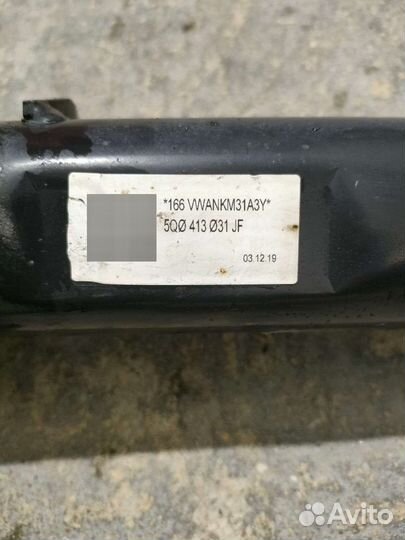 *166 VWANKM31A3Y*
5QØ 413 Ø31 JF
03.12.19
Avito